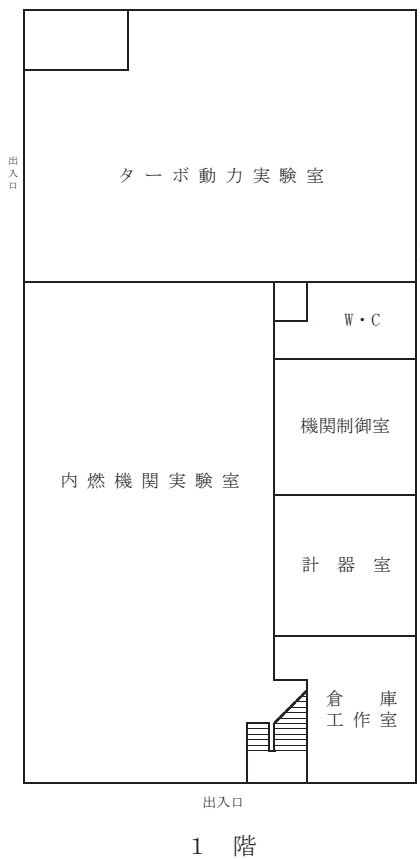 ターボ動力実験室
出入口
W・C
機関制御室
内燃機関実験室
計器室
倉庫
工作室
出入口
1 階